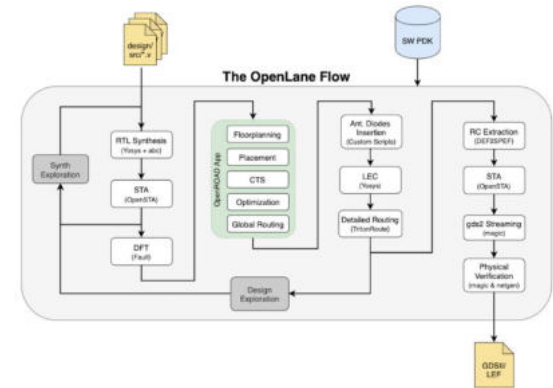 design/
src/*.v
SW PDK
The OpenLane Flow
Synth
Exploration
RTL Synthesis
(Yosys + abc)
STA
(OpenSTA)
DFT
(Fault)
OpenROAD App
Floorplanning
Placement
CTS
Optimization
Global Routing
Design
Exploration
Ant. Diodes
Insertion
(Custom Scripts)
LEC
(Yosys)
Detailed Routing
(TritonRoute)
RC Extraction
(DEF2SPEF)
STA
(OpenSTA)
gds2 Streaming
(magic)
Physical
Verification
(magic & netgen)
GDSII/
LEF